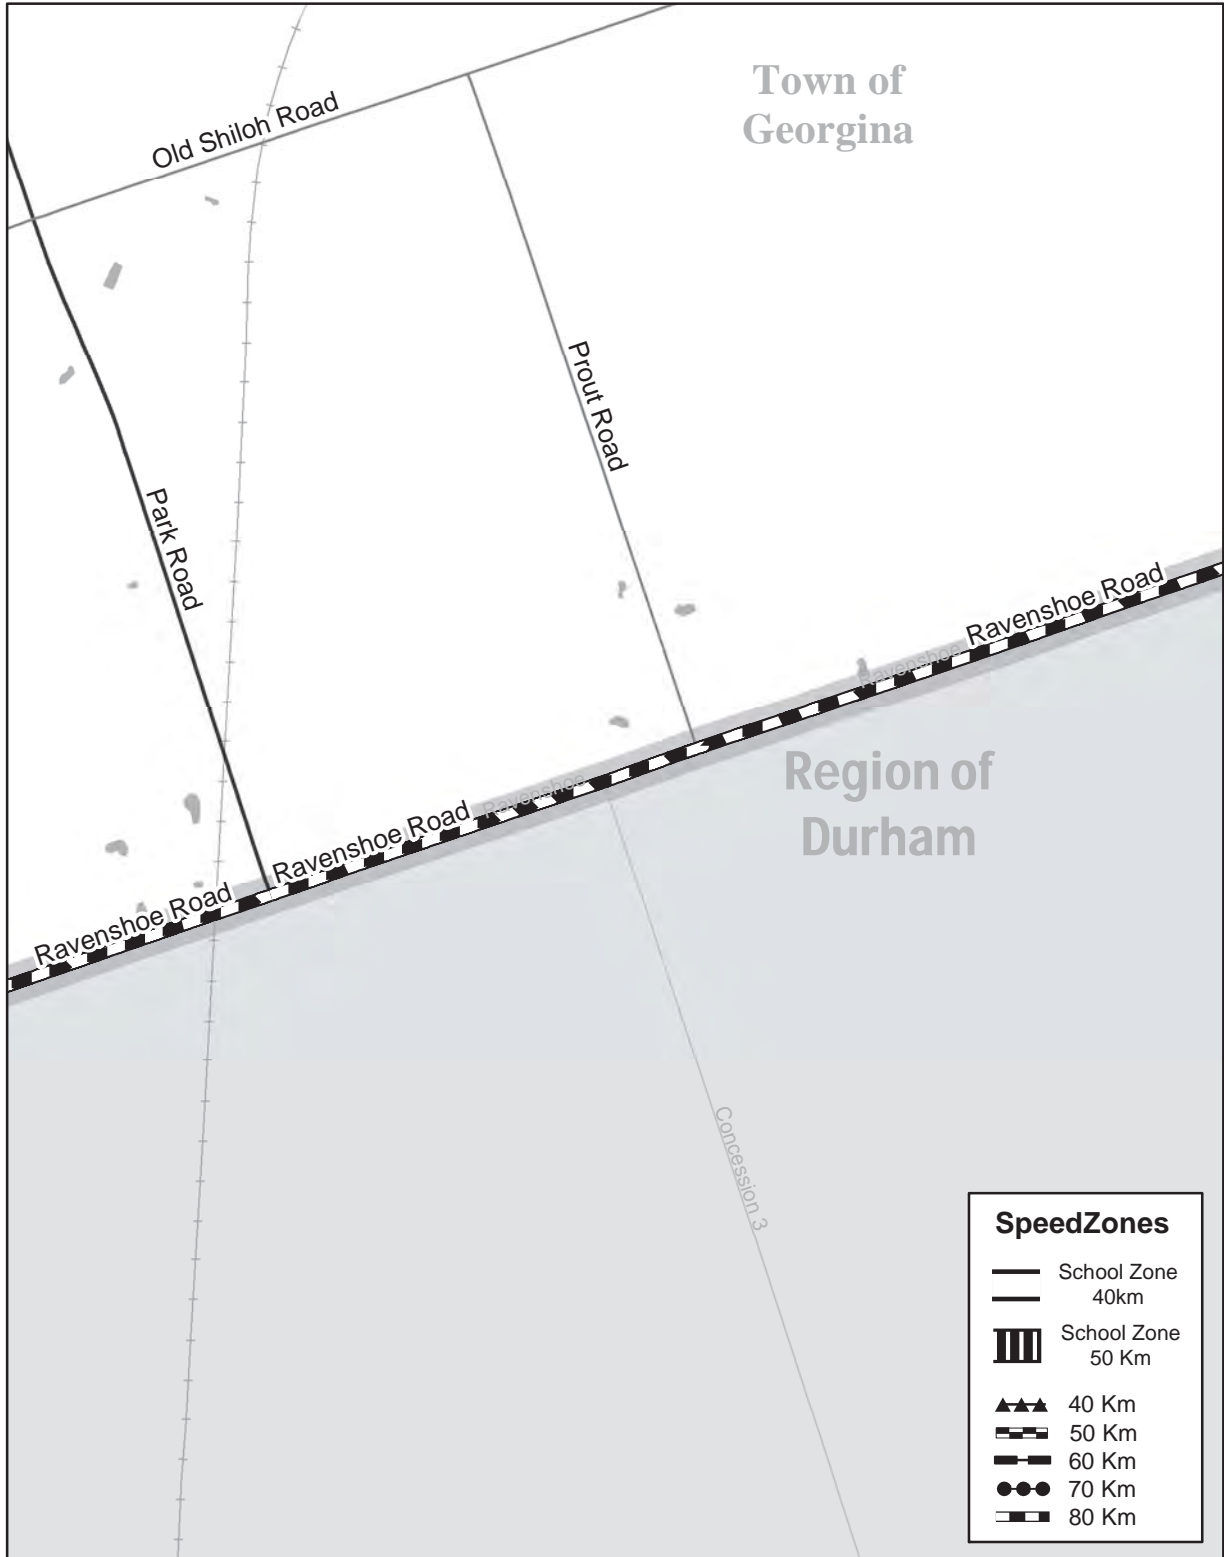 Town of
Georgina
Old Shiloh Road
Prout Road
Park Road
Ravenshoe Road
Ravenshoe
Region of
Durham
Ravenshoe
Ravenshoe Road
Ravenshoe Road
Concession 3
SpeedZones
School Zone
40km
School Zone
50 Km
40 Km
50 Km
60 Km
70 Km
80 Km